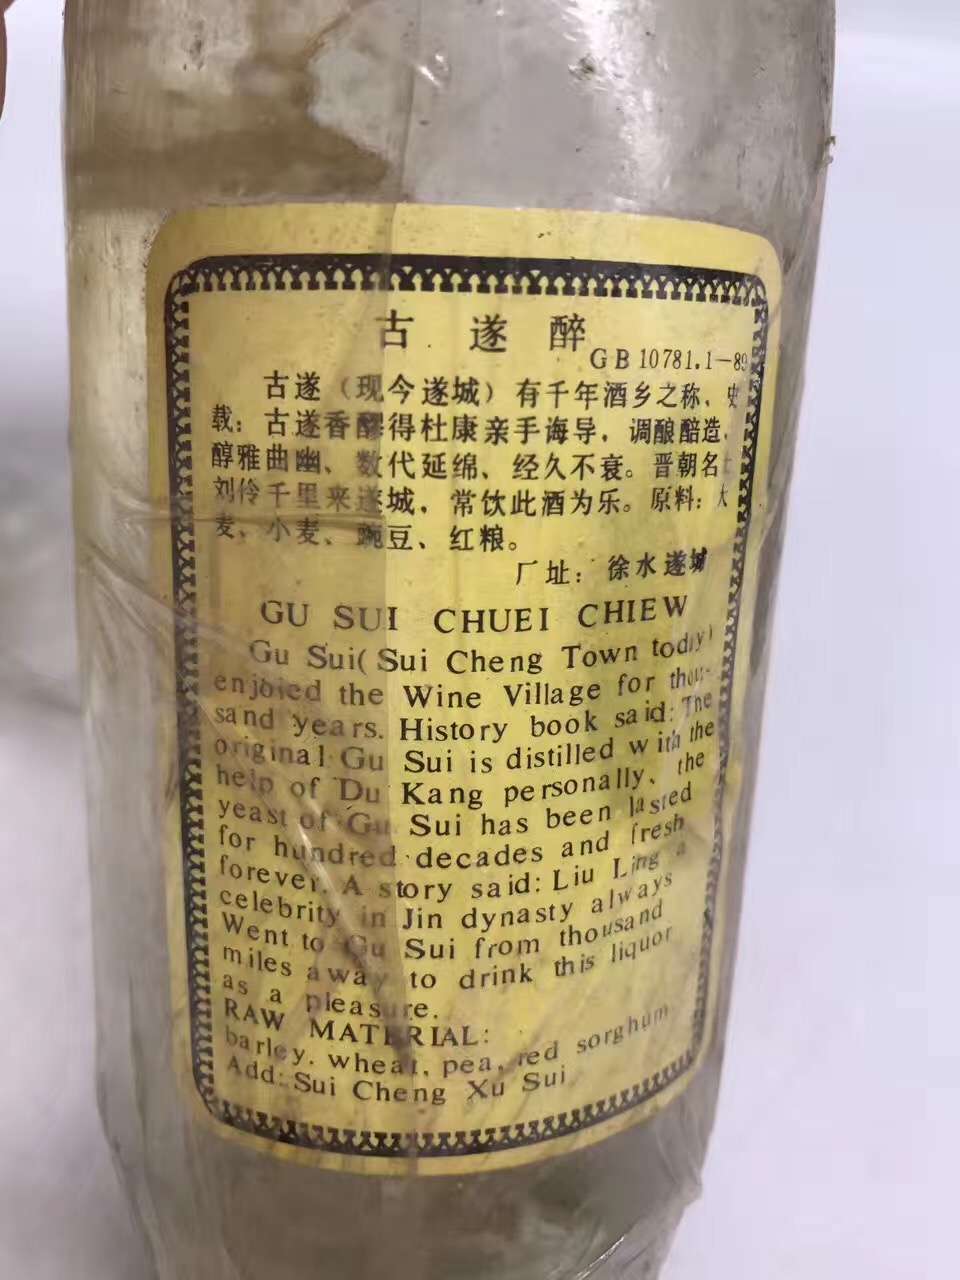 古遂醉
GB 10781.1-89
古遂（现今遂城）有千年酒乡之称、史
载：古遂香醪得杜康亲手诲导，调酿醅造、
醇雅曲幽、数代延绵、经久不衰。晋朝名士
刘伶千里来遂城，常饮此酒为乐。原料：大
麦、小麦、豌豆、红粮。
厂址：徐水遂城
GU SUI CHUEI CHIEW
Gu Sui( Sui Cheng Town today)
enjoied the Wine Village for thou-
sand years. History book said: The
original Gu Sui is distilled with the
help of Du Kang personally、the
yeast of Gu Sui has been lasted
for hundred decades and fresh
forever. A story said: Liu Ling a
celebrity in Jin dynasty always
Went to Gu Sui from thousand
miles away to drink this liquor
as a pleasure.
RAW MATERIAL:
barley. wheat, pea, red sorghum
Add: Sui Cheng Xu Sui